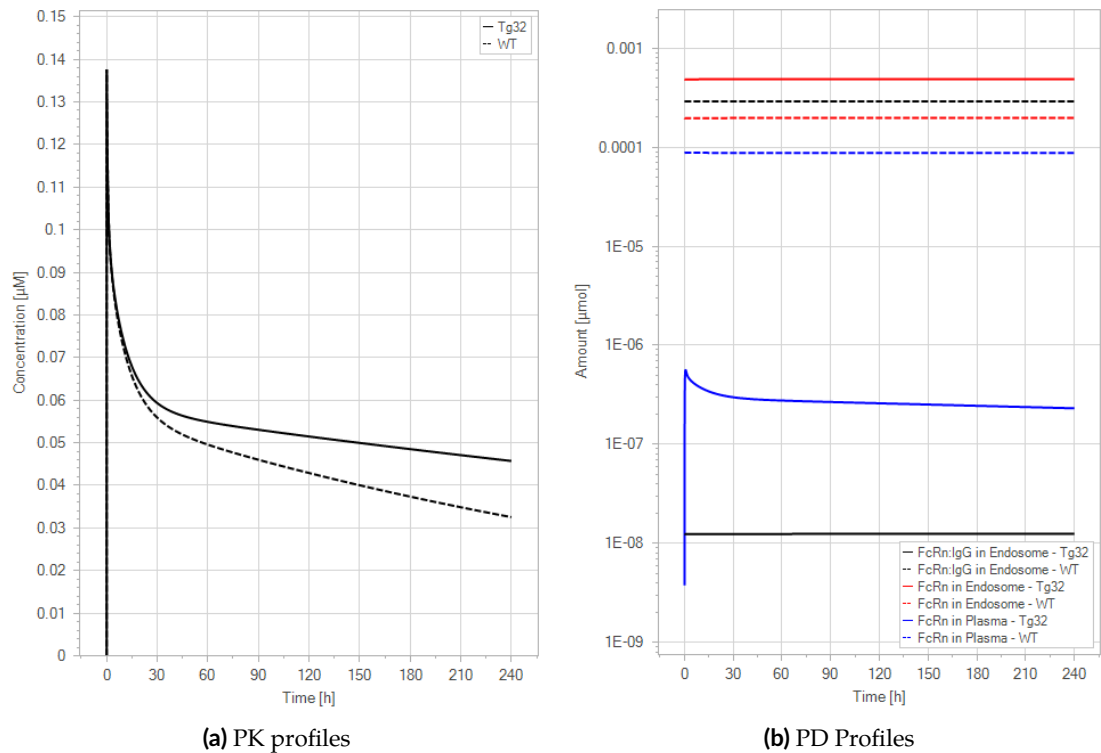 0.15
0.14
0.13
0.12
0.11
0.1
0.09
0.08
0.07
0.06
0.05
0.04
0.03
0.02
0.01
0
Concentration [µM]
0 30 60 90 120 150 180 210 240
Time [h]
Tg32
WT
(a) PK profiles
0.001
0.0001
1E-05
1E-06
1E-07
1E-08
1E-09
Amount [µmol]
0 30 60 90 120 150 180 210 240
Time [h]
FcRn:IgG in Endosome - Tg32
FcRn:IgG in Endosome - WT
FcRn in Endosome - Tg32
FcRn in Endosome - WT
FcRn in Plasma - Tg32
FcRn in Plasma - WT
(b) PD Profiles